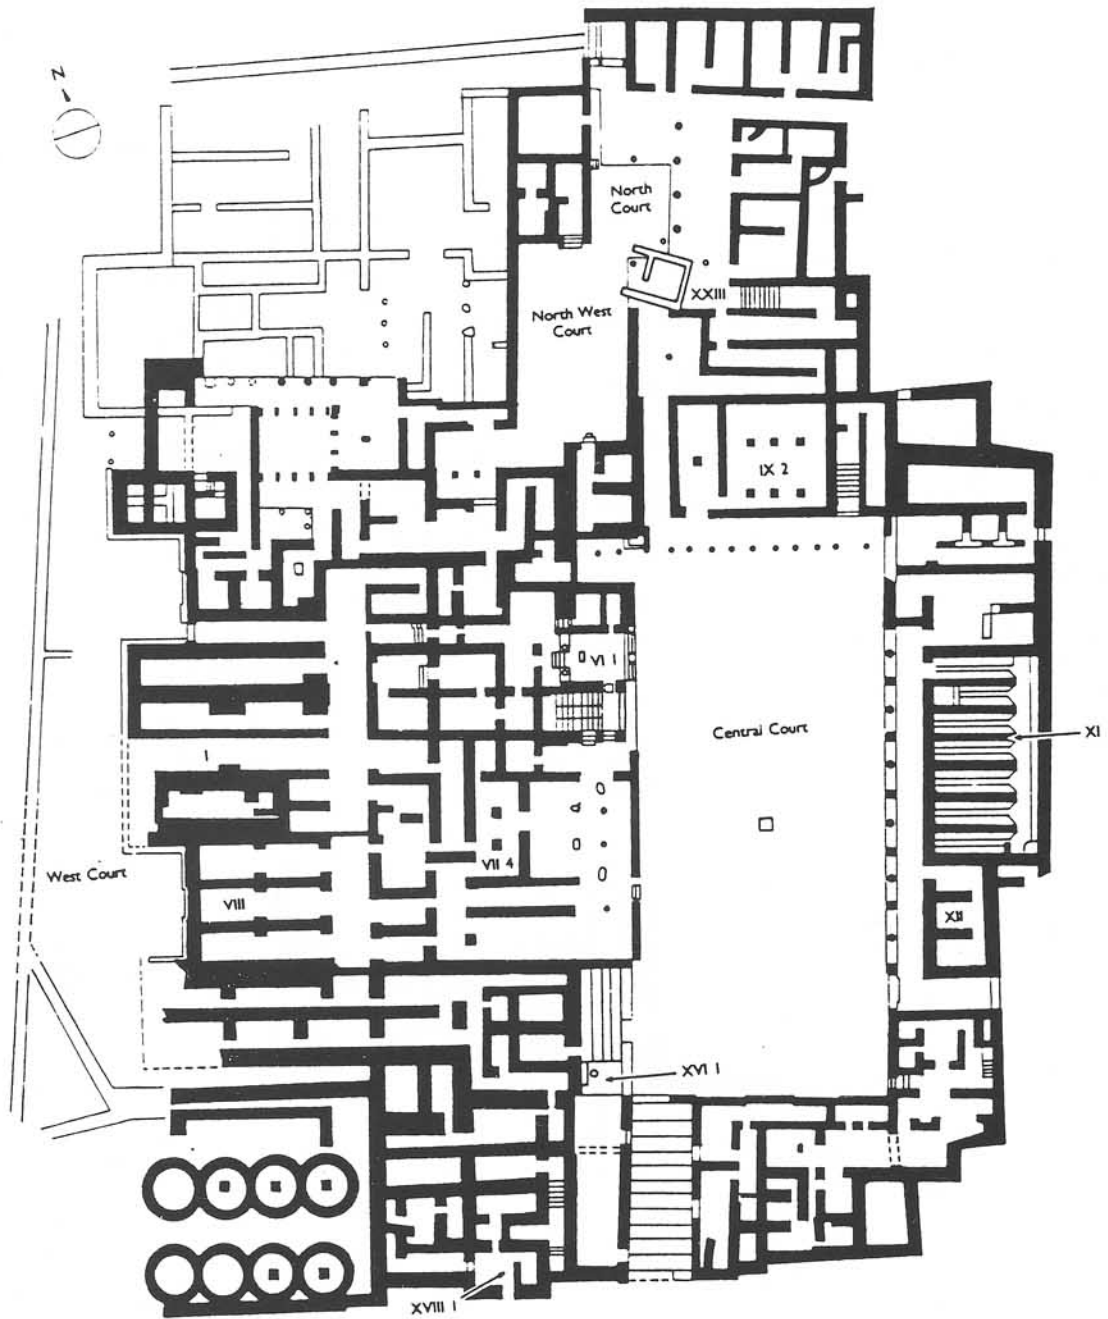 N
North
Court
XXIII
North West
Court
IX 2
VI 1
Central Court
XI
I
VII 4
West Court
VIII
XII
XVI 1
XVIII 1